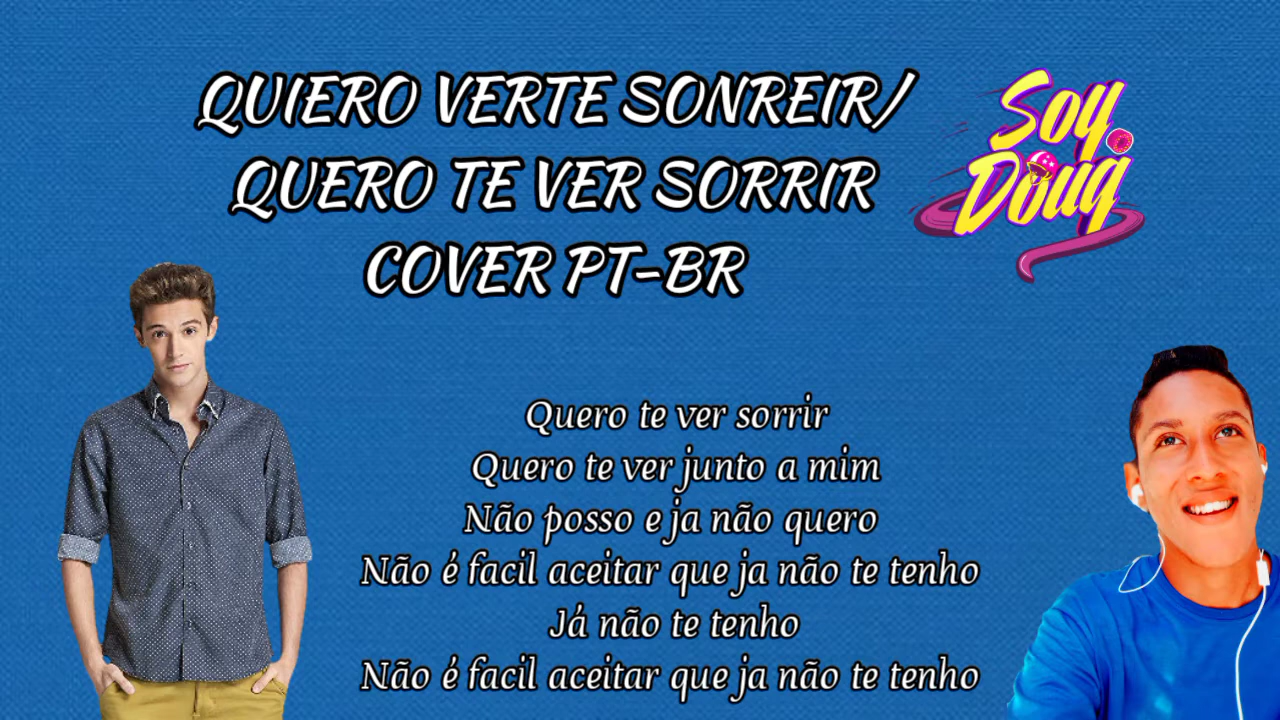 QUIERO VERTE SONREIR/
QUERO TE VER SORRIR
COVER PT-BR
Soy
Doug
Quero te ver sorrir
Quero te ver junto a mim
Não posso e ja não quero
Não é facil aceitar que ja não te tenho
Já não te tenho
Não é facil aceitar que ja não te tenho